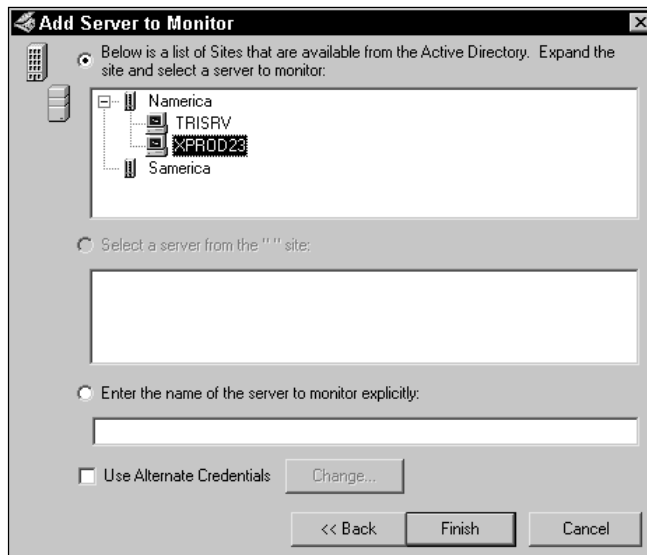 Add Server to Monitor
Below is a list of Sites that are available from the Active Directory. Expand the
site and select a server to monitor:
Namerica
TRISRV
XPROD23
Samerica
Select a server from the " " site:
Enter the name of the server to monitor explicitly:
Use Alternate Credentials
Change...
<< Back
Finish
Cancel